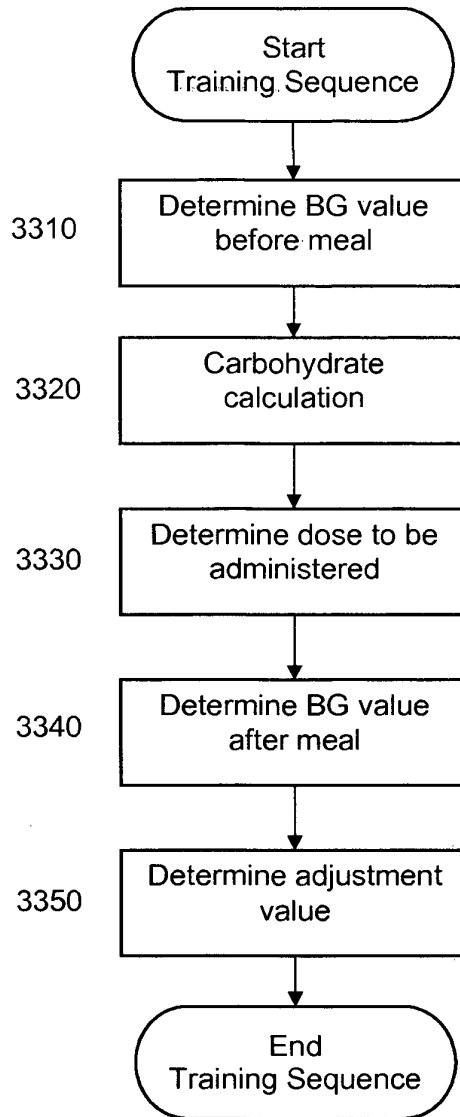 Start
Training Sequence
3310
Determine BG value
before meal
3320
Carbohydrate
calculation
3330
Determine dose to be
administered
3340
Determine BG value
after meal
3350
Determine adjustment
value
End
Training Sequence